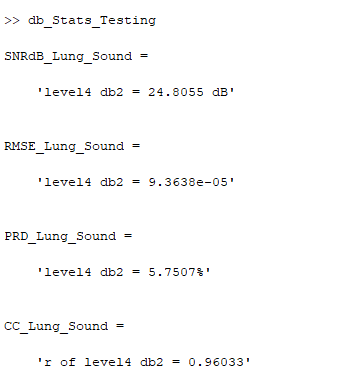 >> db_Stats_Testing
SNRdB_Lung_Sound =
'level4 db2 = 24.8055 dB'
RMSE_Lung_Sound =
'level4 db2 = 9.3638e-05'
PRD_Lung_Sound =
'level4 db2 = 5.7507%'
CC_Lung_Sound =
'r of level4 db2 = 0.96033'